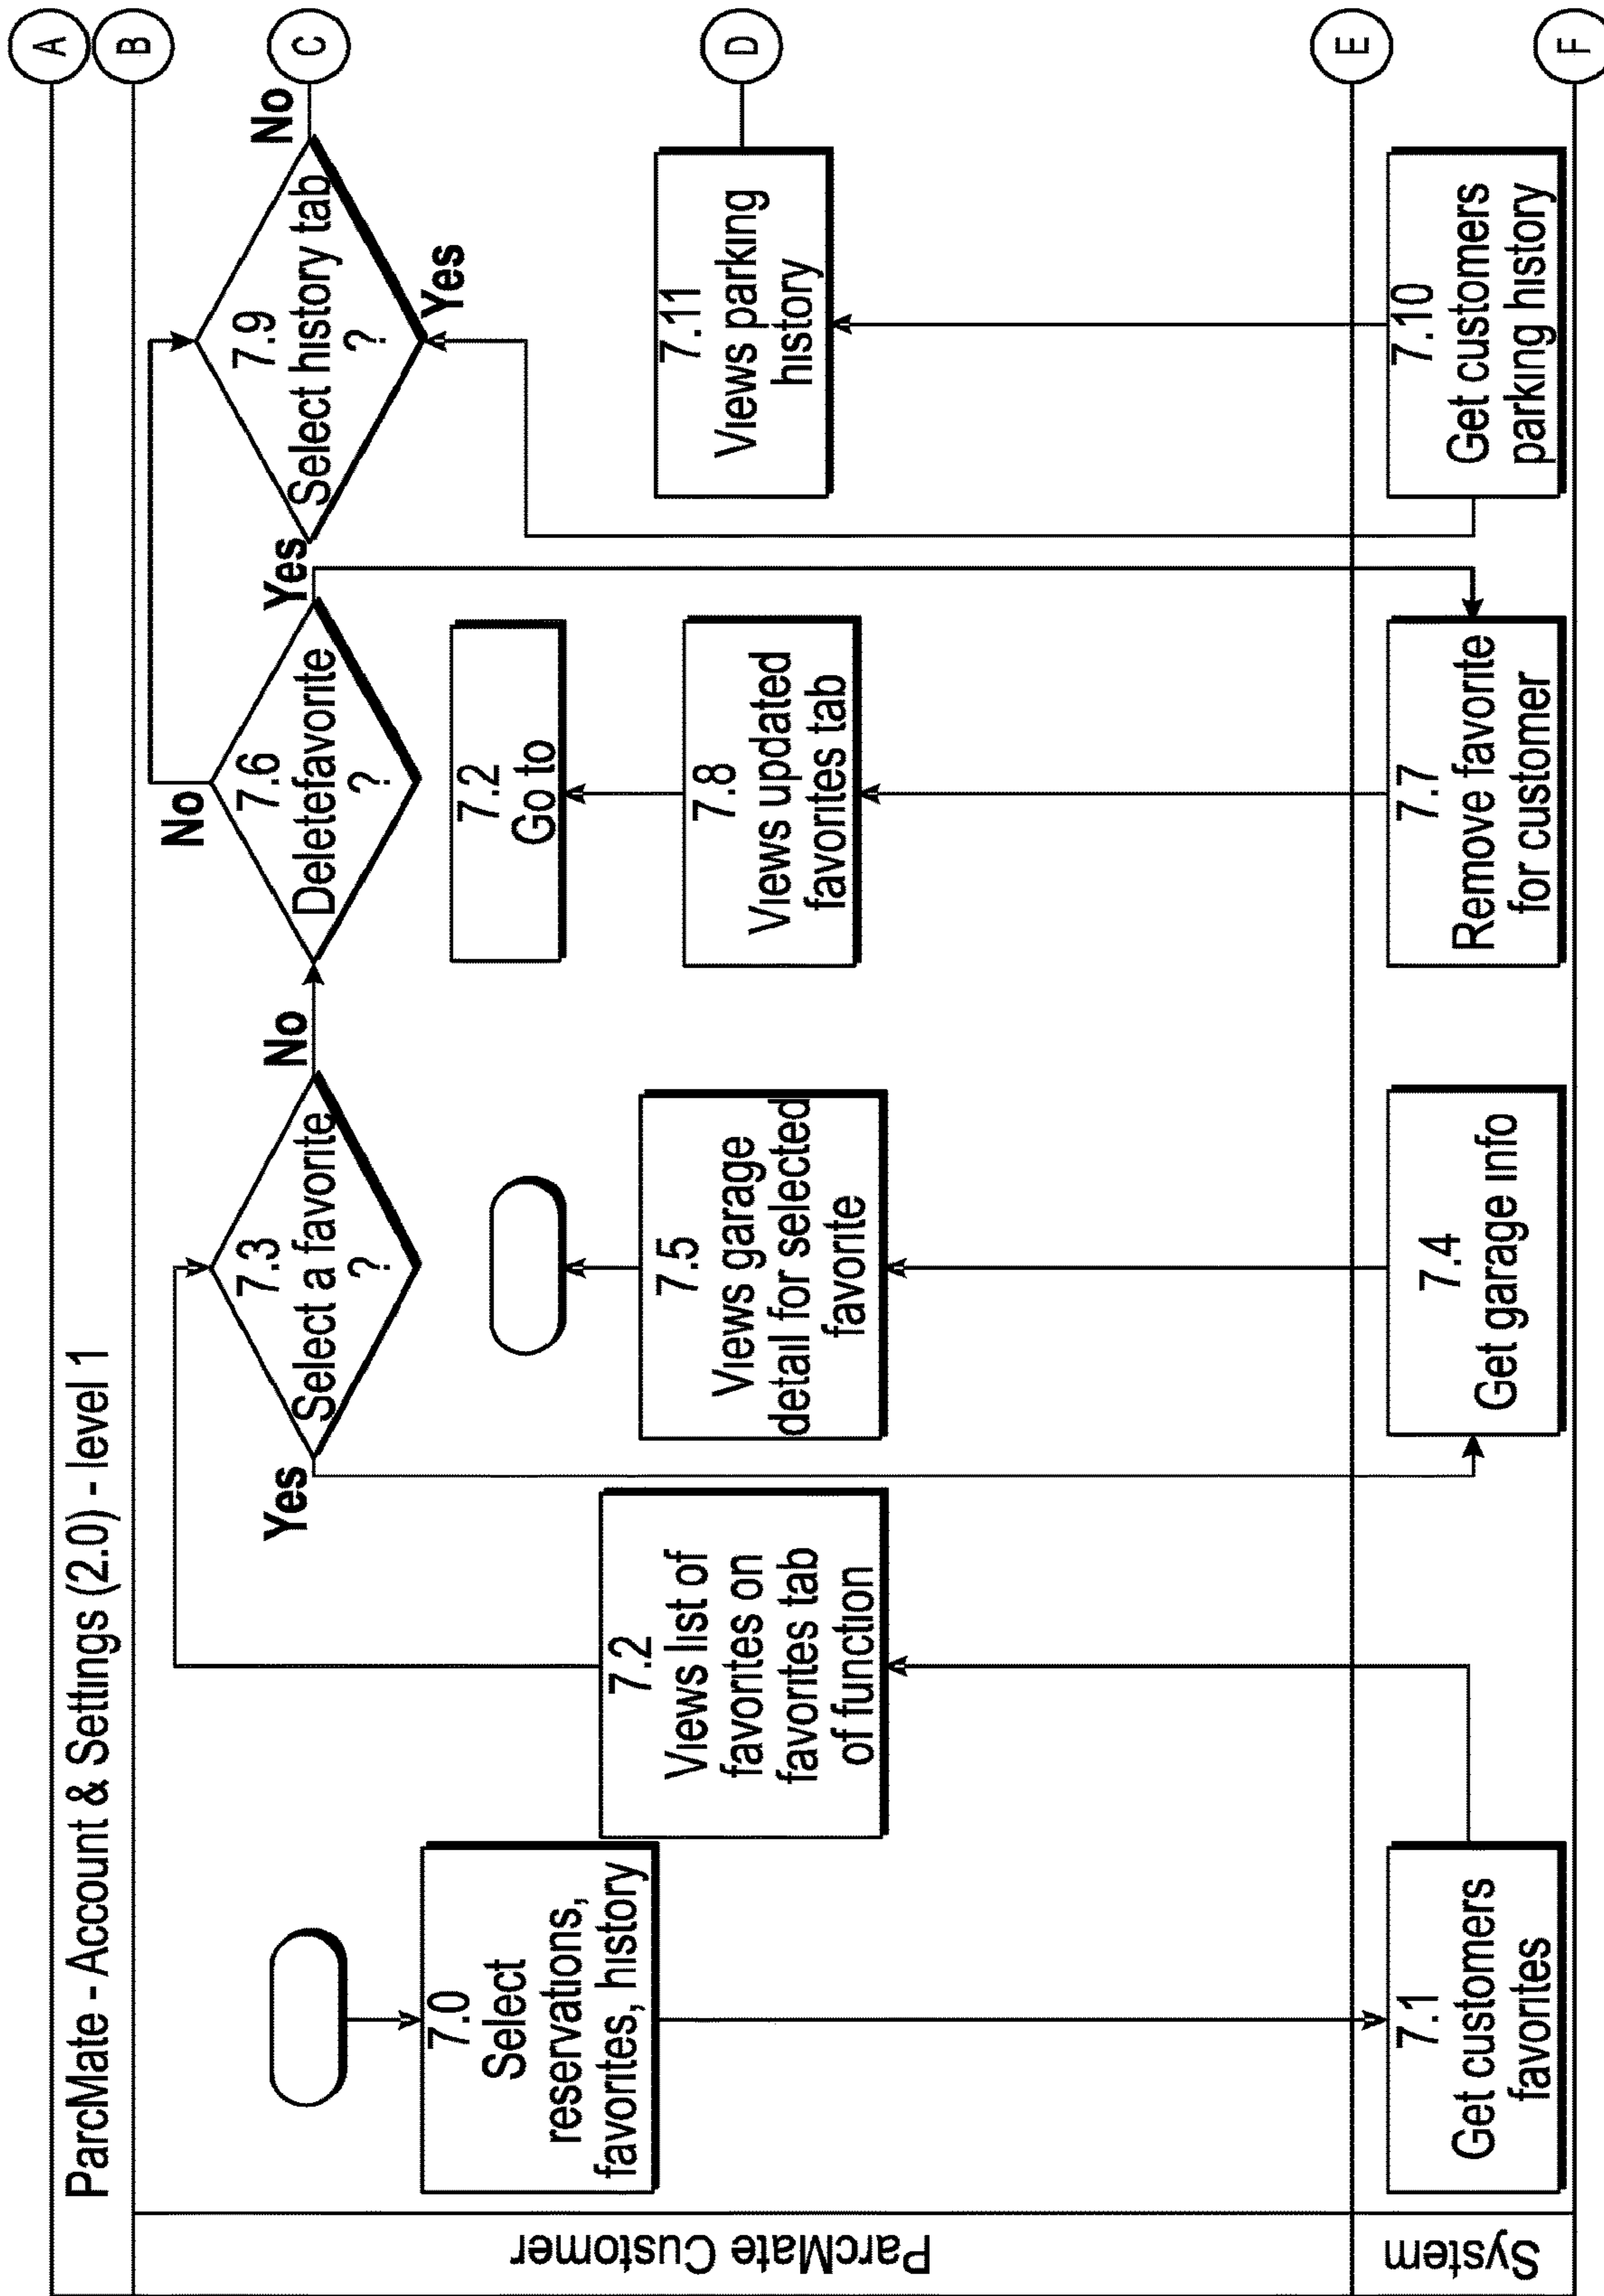 ParcMate - Account & Settings (2.0) - level 1
A
B
C
D
E
F
ParcMate Customer
System
7.0
Select
reservations,
favorites, history
7.1
Get customers
favorites
7.2
Views list of
favorites on
favorites tab
of function
7.3
Select a favorite
?
Yes
No
7.4
Get garage info
7.5
Views garage
detail for selected
favorite
7.6
Deletefavorite
?
No
Yes
7.7
Remove favorite
for customer
7.8
Views updated
favorites tab
7.2
Go to
7.9
Select history tab
?
No
Yes
7.10
Get customers
parking history
7.11
Views parking
history